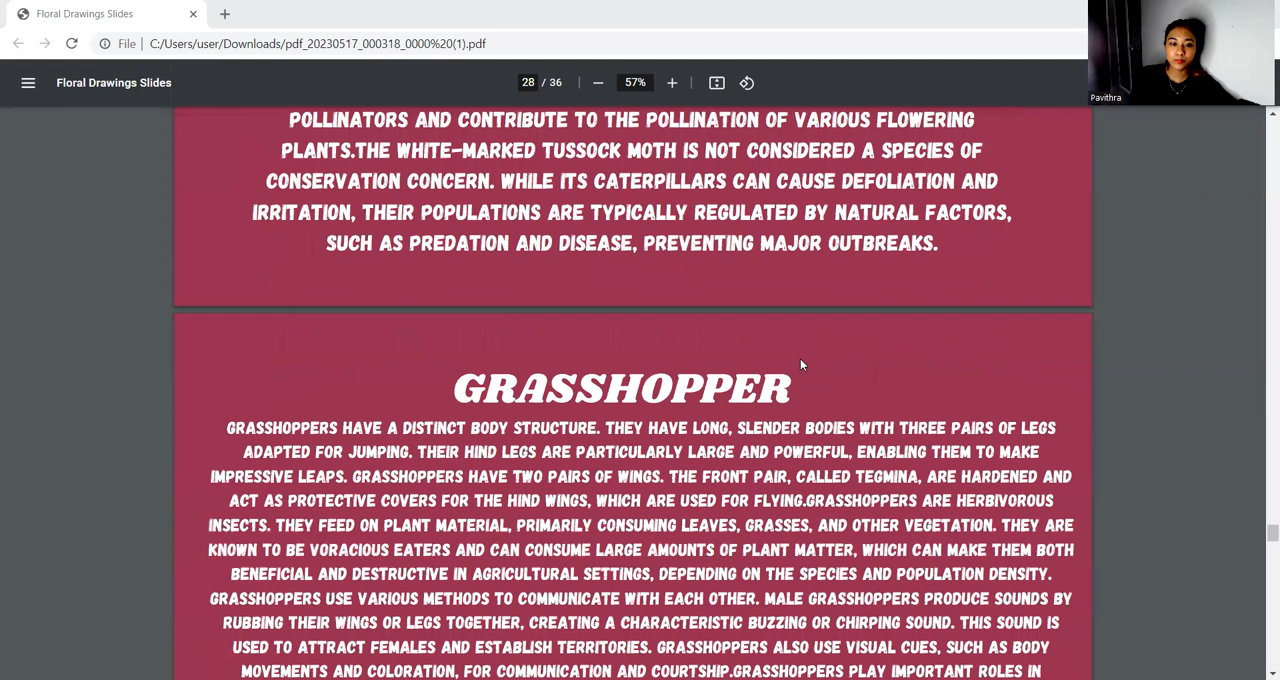 Floral Drawings Slides
File
C:/Users/user/Downloads/pdf_20230517_000318_0000%20(1).pdf
Floral Drawings Slides
28 / 36
57%
Pavithra
POLLINATORS AND CONTRIBUTE TO THE POLLINATION OF VARIOUS FLOWERING
PLANTS.THE WHITE-MARKED TUSSOCK MOTH IS NOT CONSIDERED A SPECIES OF
CONSERVATION CONCERN. WHILE ITS CATERPILLARS CAN CAUSE DEFOLIATION AND
IRRITATION, THEIR POPULATIONS ARE TYPICALLY REGULATED BY NATURAL FACTORS,
SUCH AS PREDATION AND DISEASE, PREVENTING MAJOR OUTBREAKS.
GRASSHOPPER
GRASSHOPPERS HAVE A DISTINCT BODY STRUCTURE. THEY HAVE LONG, SLENDER BODIES WITH THREE PAIRS OF LEGS
ADAPTED FOR JUMPING. THEIR HIND LEGS ARE PARTICULARLY LARGE AND POWERFUL, ENABLING THEM TO MAKE
IMPRESSIVE LEAPS. GRASSHOPPERS HAVE TWO PAIRS OF WINGS. THE FRONT PAIR, CALLED TEGMINA, ARE HARDENED AND
ACT AS PROTECTIVE COVERS FOR THE HIND WINGS, WHICH ARE USED FOR FLYING.GRASSHOPPERS ARE HERBIVOROUS
INSECTS. THEY FEED ON PLANT MATERIAL, PRIMARILY CONSUMING LEAVES, GRASSES, AND OTHER VEGETATION. THEY ARE
KNOWN TO BE VORACIOUS EATERS AND CAN CONSUME LARGE AMOUNTS OF PLANT MATTER, WHICH CAN MAKE THEM BOTH
BENEFICIAL AND DESTRUCTIVE IN AGRICULTURAL SETTINGS, DEPENDING ON THE SPECIES AND POPULATION DENSITY.
GRASSHOPPERS USE VARIOUS METHODS TO COMMUNICATE WITH EACH OTHER. MALE GRASSHOPPERS PRODUCE SOUNDS BY
RUBBING THEIR WINGS OR LEGS TOGETHER, CREATING A CHARACTERISTIC BUZZING OR CHIRPING SOUND. THIS SOUND IS
USED TO ATTRACT FEMALES AND ESTABLISH TERRITORIES. GRASSHOPPERS ALSO USE VISUAL CUES, SUCH AS BODY
MOVEMENTS AND COLORATION, FOR COMMUNICATION AND COURTSHIP.GRASSHOPPERS PLAY IMPORTANT ROLES IN